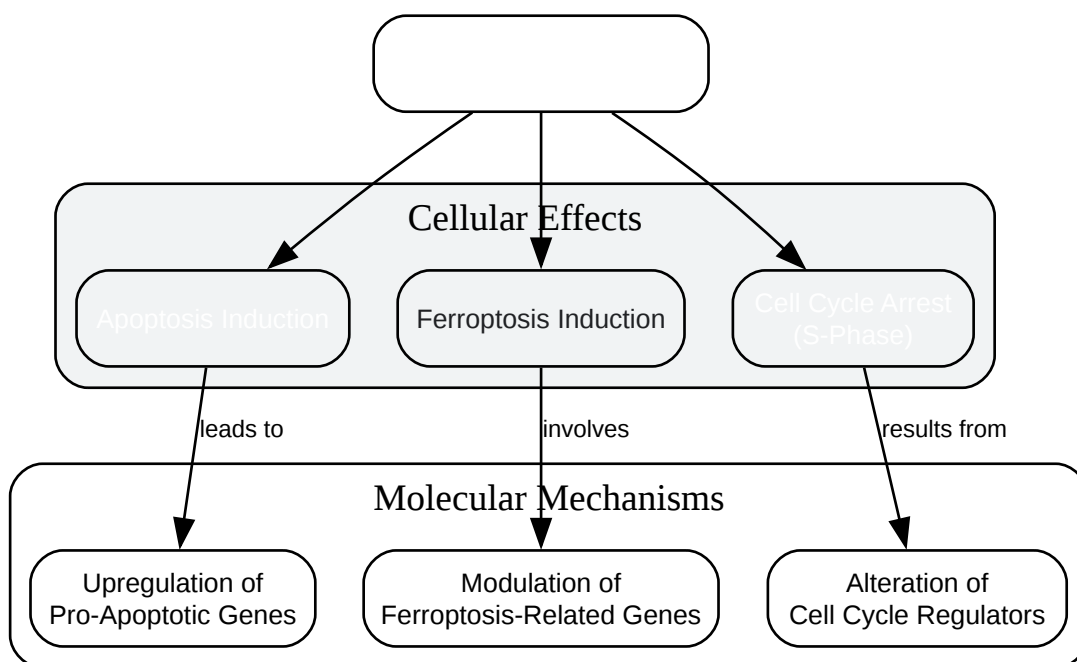 Cellular Effects
Apoptosis Induction
Ferroptosis Induction
Cell Cycle Arrest
(S-Phase)
leads to
involves
results from
Molecular Mechanisms
Upregulation of
Pro-Apoptotic Genes
Modulation of
Ferroptosis-Related Genes
Alteration of
Cell Cycle Regulators